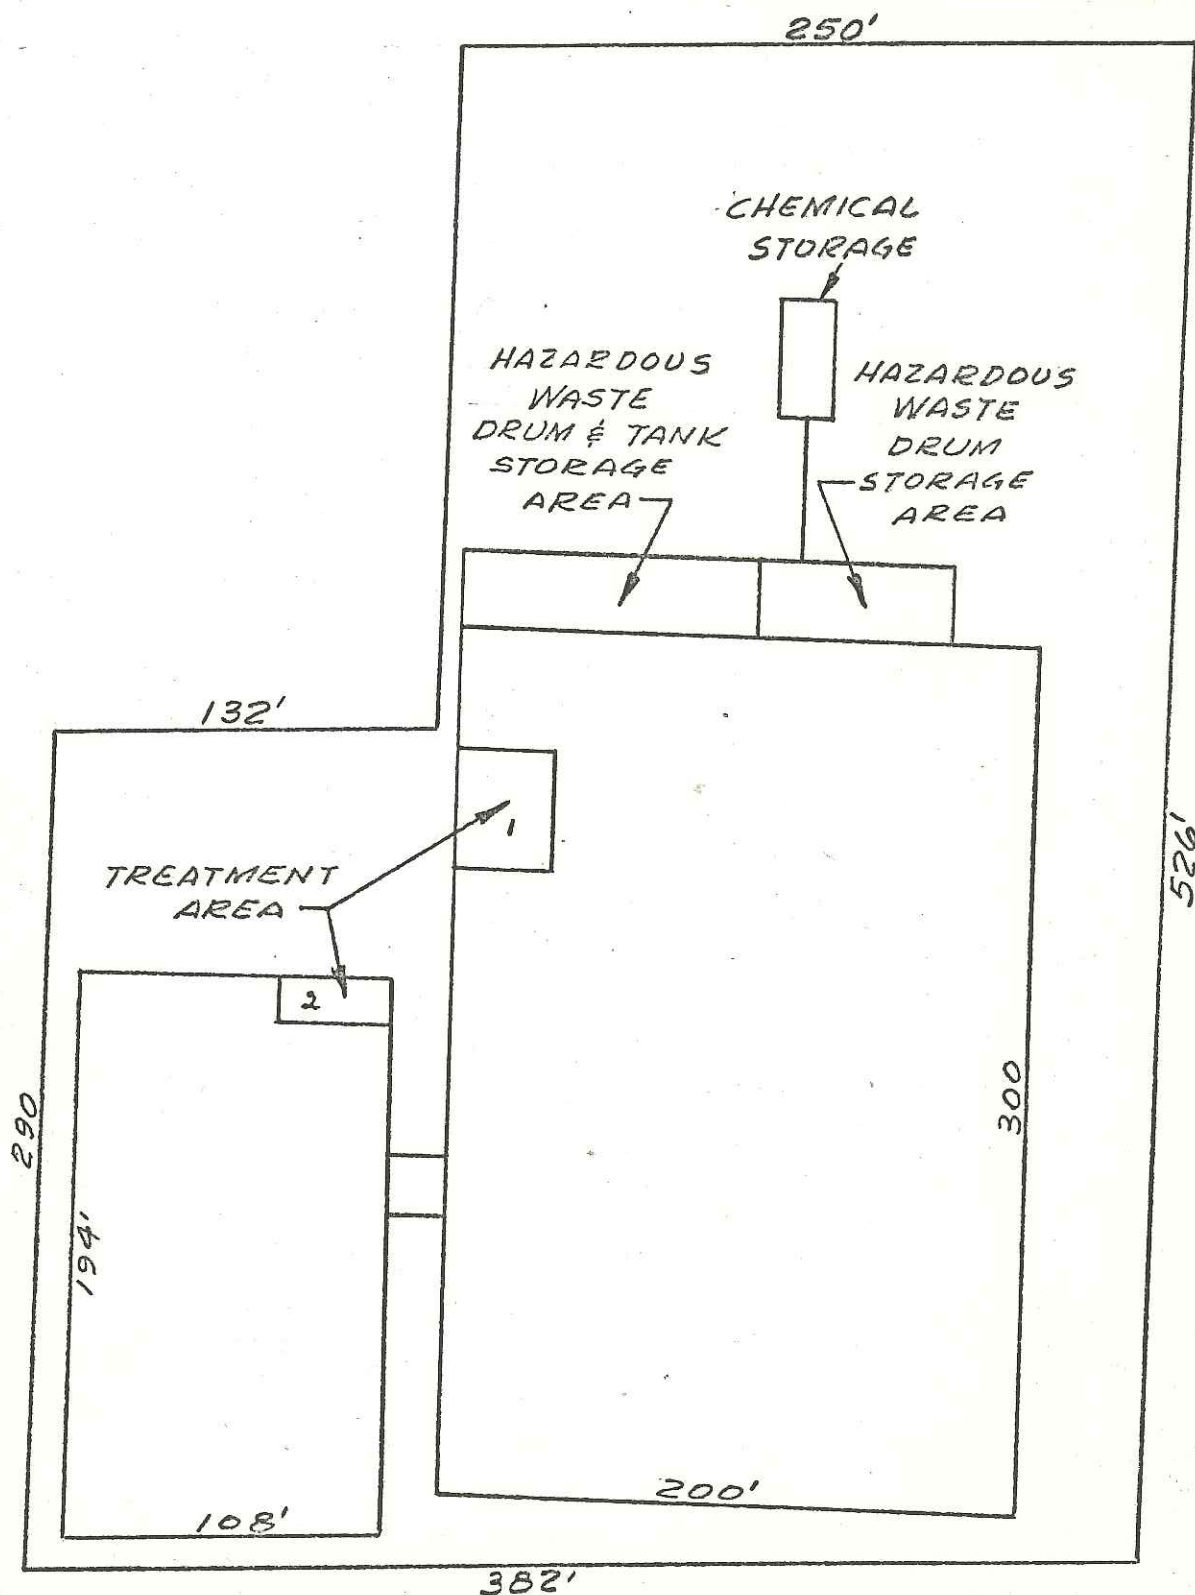 250'
CHEMICAL
STORAGE
HAZARDOUS
WASTE
DRUM & TANK
STORAGE
AREA
HAZARDOUS
WASTE
DRUM
STORAGE
AREA
132'
1
526'
TREATMENT
AREA
2
290
300
194'
200'
108'
382'